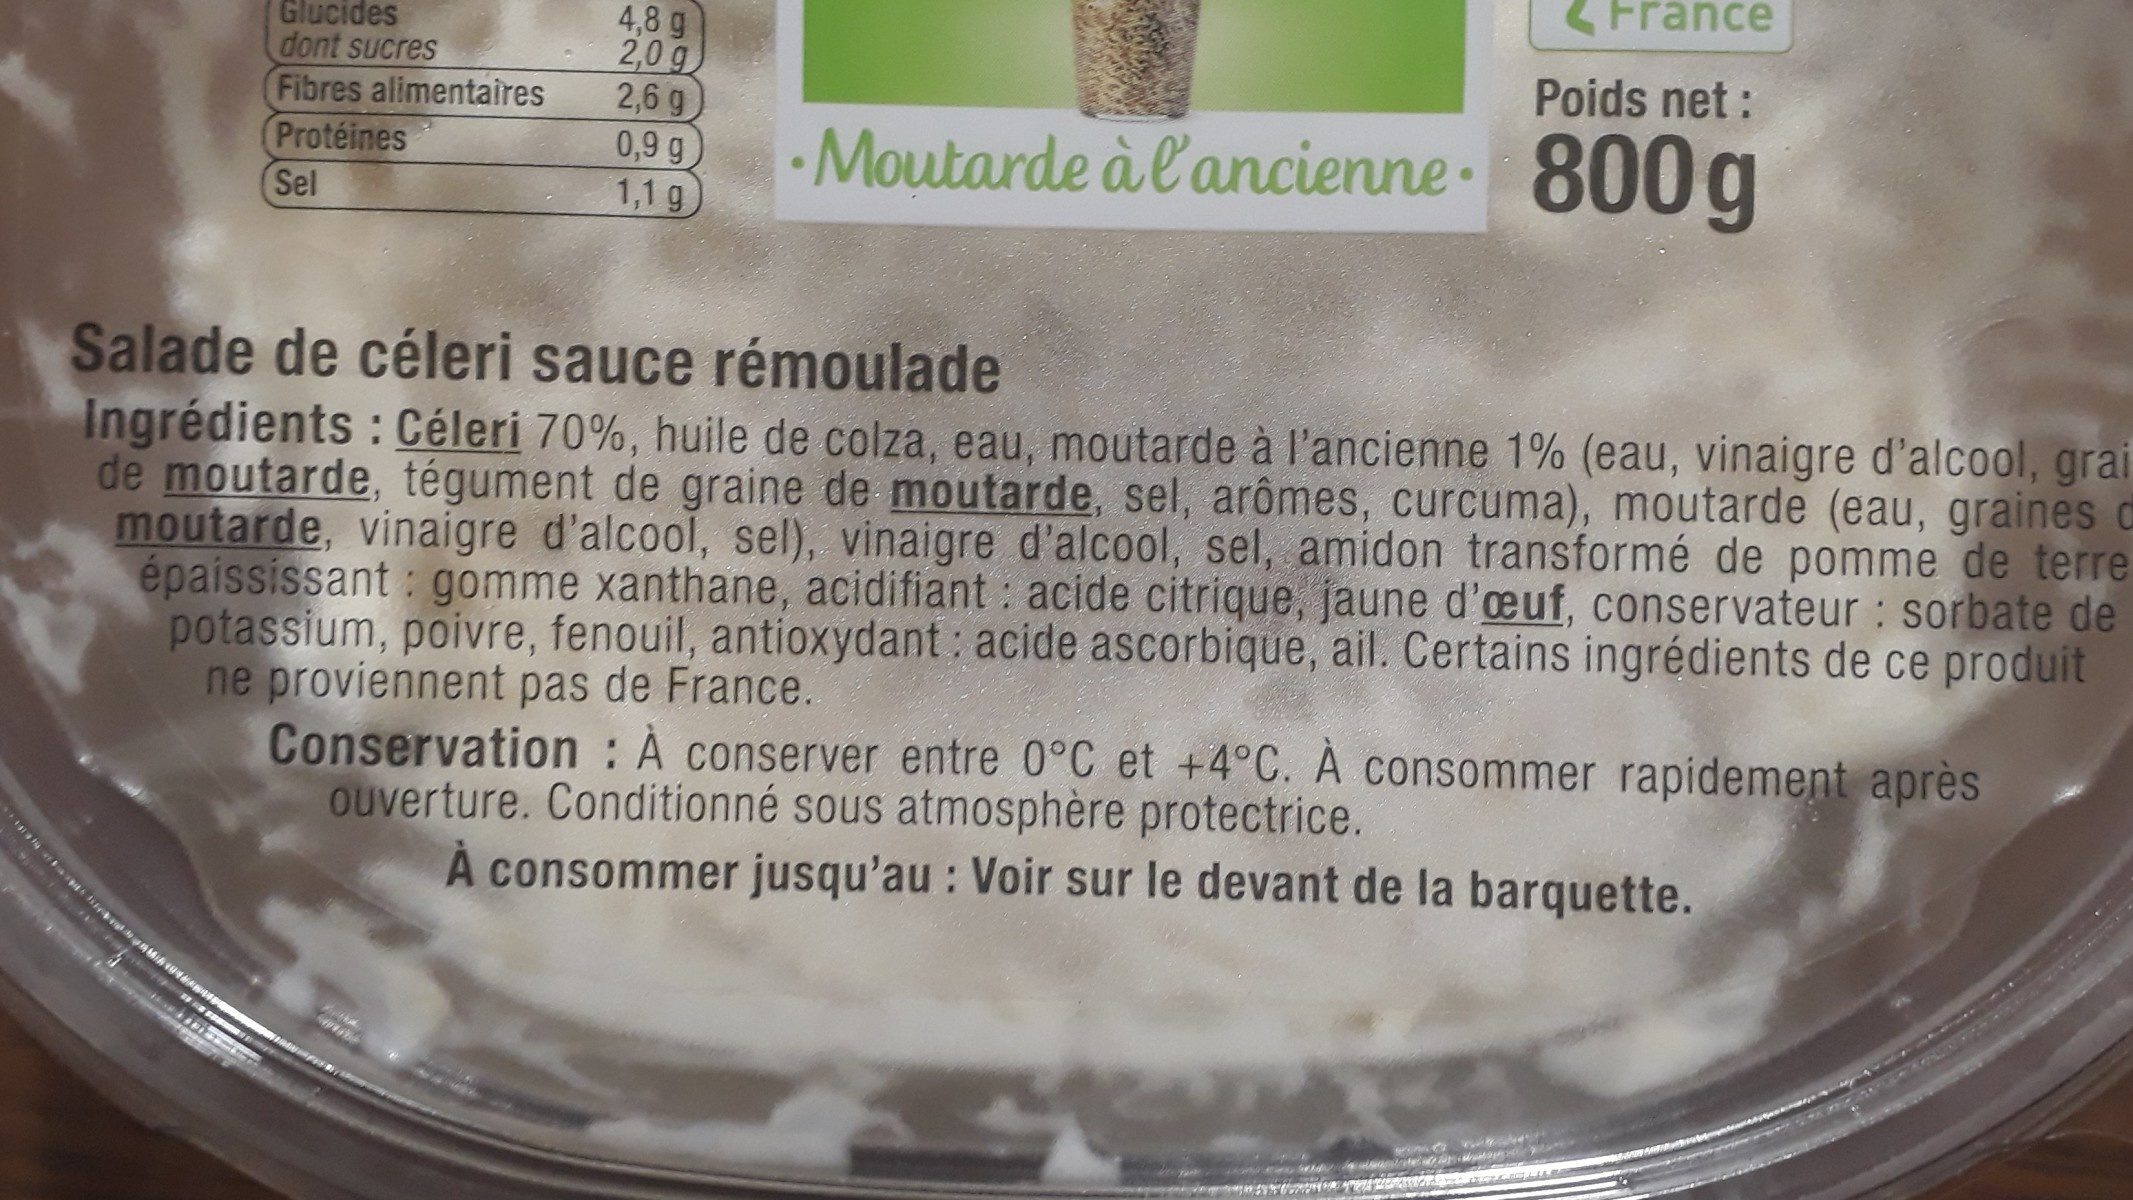 Glucides 4,8 g
dont sucres 2,0 g
Fibres alimentaires 2,6 g
Protéines 0,9 g
Sel 1,1 g
France
Poids net :
800g
• Moutarde à l'ancienne •
Salade de céleri sauce rémoulade
Ingrédients : Céleri 70%, huile de colza, eau, moutarde à l'ancienne 1% (eau, vinaigre d'alcool,
de moutarde, tégument de graine de moutarde, sel, arômes, curcuma), moutarde (eau, graines
moutarde, vinaigre d'alcool, sel), vinaigre d'alcool, sel, amidon transformé de pomme de terre
épaississant : gomme xanthane, acidifiant : acide citrique, jaune d'œuf, conservateur : sorbate de
potassium, poivre, fenouil, antioxydant : acide ascorbique, ail. Certains ingrédients de ce produit
ne proviennent pas de France.
Conservation : À conserver entre 0°C et +4°C. À consommer rapidement après
ouverture. Conditionné sous atmosphère protectrice.
À consommer jusqu'au : Voir sur le devant de la barquette.